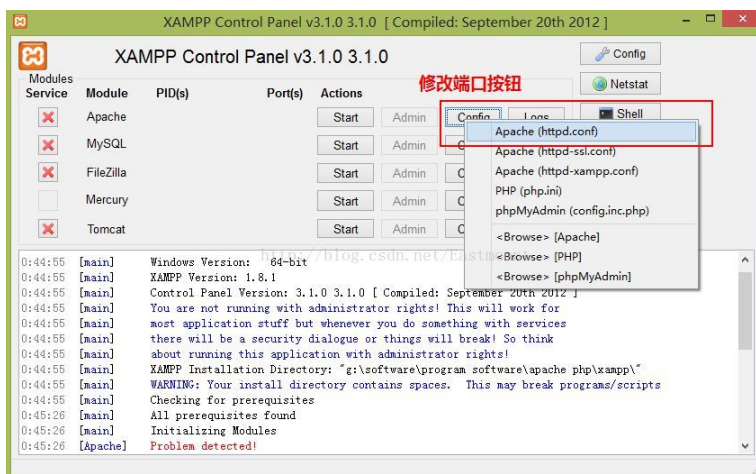 XAMPP Control Panel v3.1.0 3.1.0 [ Compiled: September 20th 2012 ]
XAMPP Control Panel v3.1.0 3.1.0
Config
Modules
修改端口按钮
Netstat
Service Module PID(s) Port(s) Actions
Shell
Apache Start Admin Config Logs
Apache (httpd.conf)
MySQL Start Admin
Apache (httpd-ssl.conf)
FileZilla Start Admin
Apache (httpd-xampp.conf)
PHP (php.ini)
Mercury Start Admin
phpMyAdmin (config.inc.php)
Tomcat Start Admin
<Browse> [Apache]
<Browse> [PHP]
<Browse> [phpMyAdmin]
0:44:55 [main] Windows Version: 64-bit
0:44:55 [main] XAMPP Version: 1.8.1
0:44:55 [main] Control Panel Version: 3.1.0 3.1.0 [ Compiled: September 20th 2012 ]
0:44:55 [main] You are not running with administrator rights! This will work for
0:44:55 [main] most application stuff but whenever you do something with services
0:44:55 [main] there will be a security dialogue or things will break! So think
0:44:55 [main] about running this application with administrator rights!
0:44:55 [main] XAMPP Installation Directory: "g:\software\program software\apache php\xampp\"
0:44:55 [main] WARNING: Your install directory contains spaces. This may break programs/scripts
0:44:55 [main] Checking for prerequisites
0:45:26 [main] All prerequisites found
0:45:26 [main] Initializing Modules
0:45:26 [Apache] Problem detected!